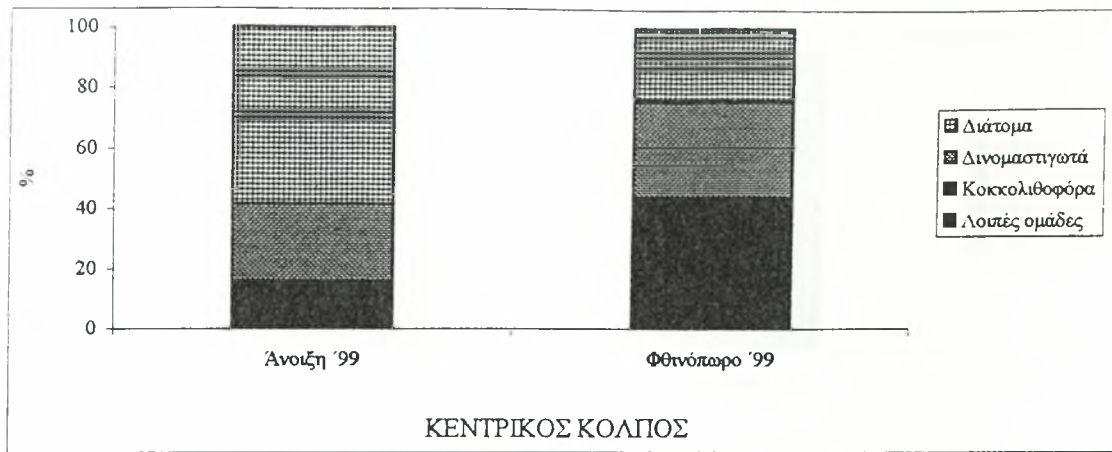 100
80
60
40
20
0
%
Άνοιξη ΄99
Φθινόπωρο ΄99
Διάτομα
Δινομαστιγωτά
Κοκκολιθοφόρα
Λοιπές ομάδες
ΚΕΝΤΡΙΚΟΣ ΚΟΛΠΟΣ